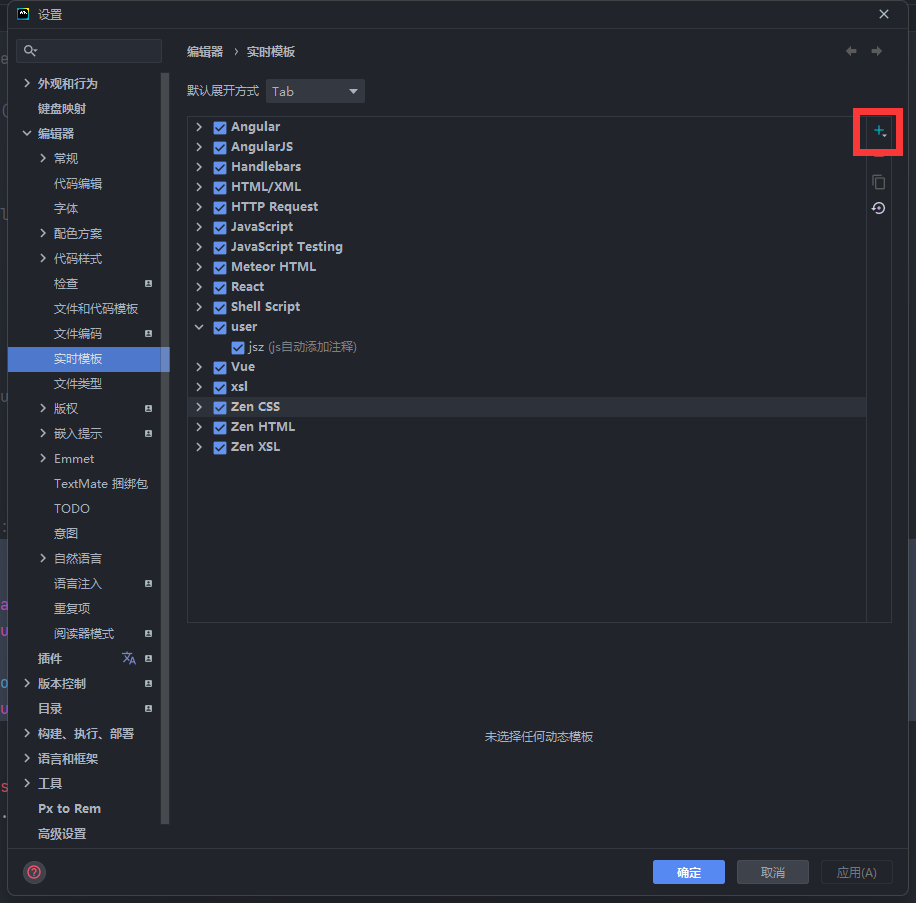 设置
编辑器 › 实时模板
默认展开方式 Tab
外观和行为
键盘映射
编辑器
常规
代码编辑
字体
配色方案
代码样式
检查
文件和代码模板
文件编码
实时模板
文件类型
版权
嵌入提示
Emmet
TextMate 捆绑包
TODO
意图
自然语言
语言注入
重复项
阅读器模式
插件
版本控制
目录
构建、执行、部署
语言和框架
工具
Px to Rem
高级设置
Angular
AngularJS
Handlebars
HTML/XML
HTTP Request
JavaScript
JavaScript Testing
Meteor HTML
React
Shell Script
user
jsz (js自动添加注释)
Vue
xsl
Zen CSS
Zen HTML
Zen XSL
未选择任何动态模板
确定
取消
应用(A)